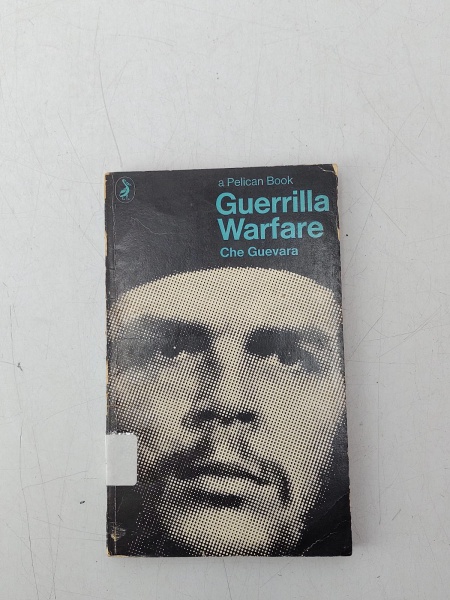 a Pelican Book
Guerrilla
Warfare
Che Guevara